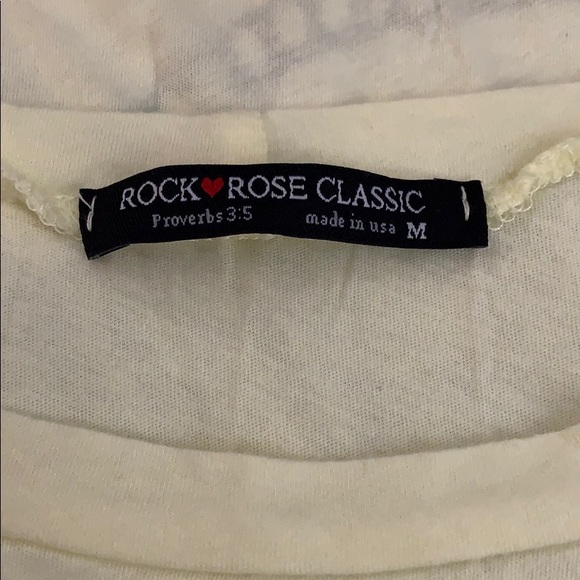 ROCK♥ROSE CLASSIC
Proverbs 3:5 made in usa M